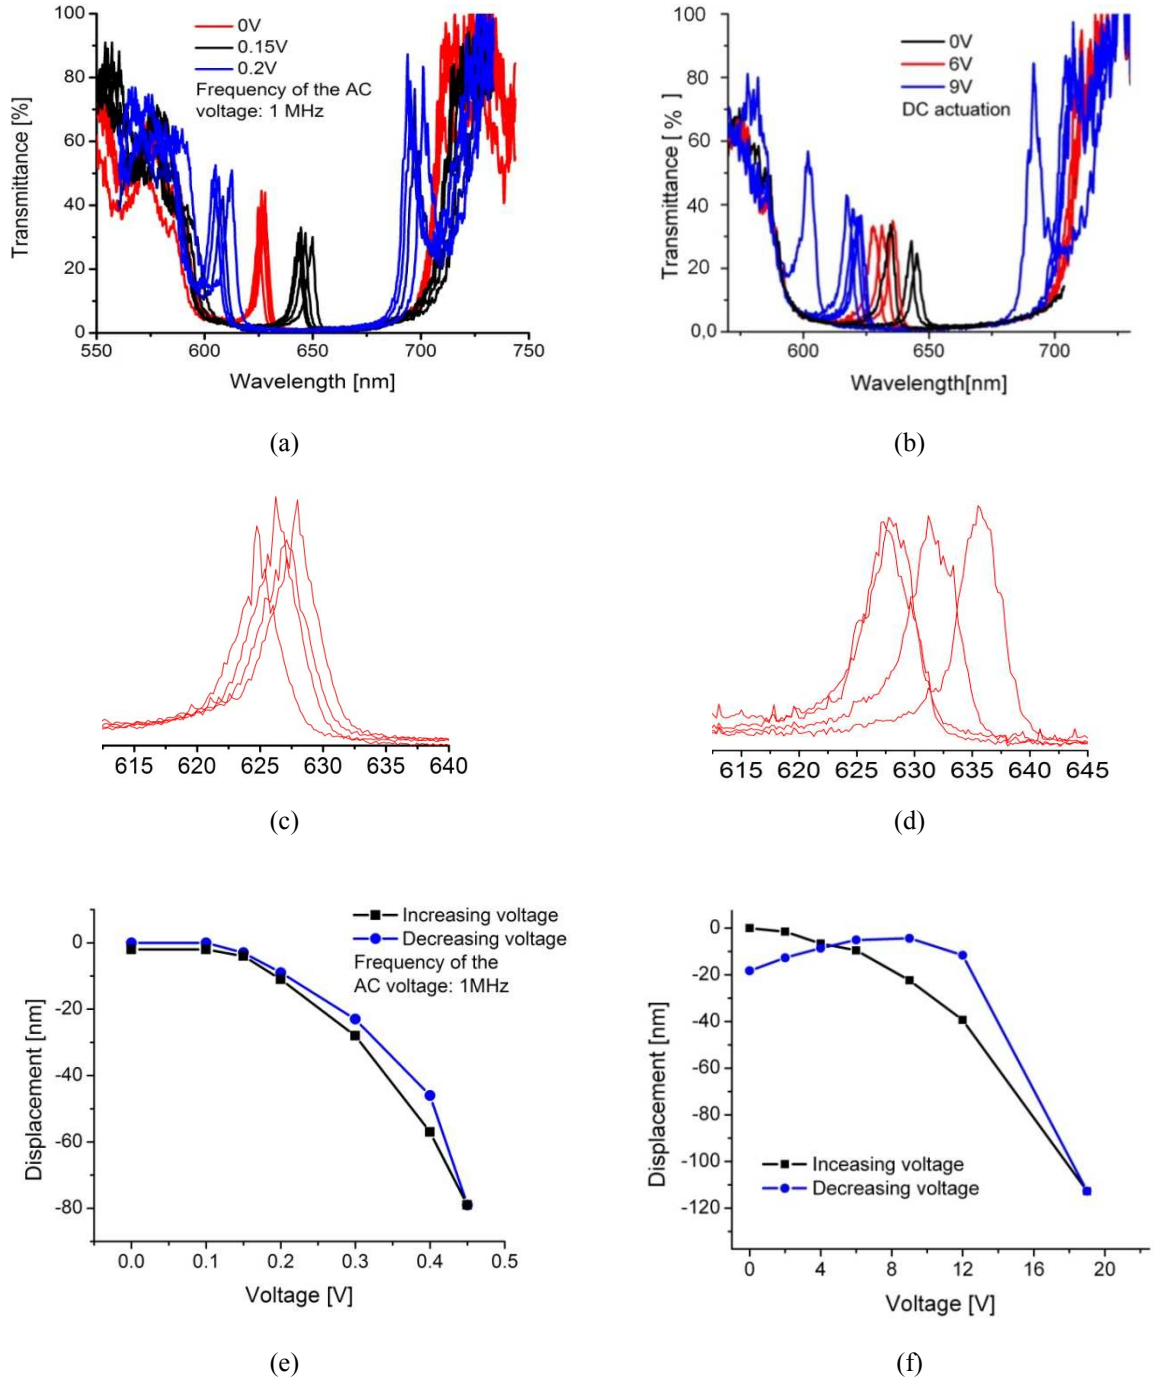 100
80
60
40
20
0
Transmittance [%]
0V
0.15V
0.2V
Frequency of the AC
voltage: 1 MHz
550
600
650
700
750
Wavelength [nm]
(a)
100
80
60
40
20
0,0
Transmittance [ % ]
0V
6V
9V
DC actuation
600
650
700
Wavelength[nm]
(b)
615
620
625
630
635
640
(c)
615
620
625
630
635
640
645
(d)
0
-20
-40
-60
-80
Displacement [nm]
Increasing voltage
Decreasing voltage
Frequency of the
AC voltage: 1MHz
0.0
0.1
0.2
0.3
0.4
0.5
Voltage [V]
(e)
0
-20
-40
-60
-80
-100
-120
Displacement [nm]
Inceasing voltage
Decreasing voltage
0
4
8
12
16
20
Voltage [V]
(f)